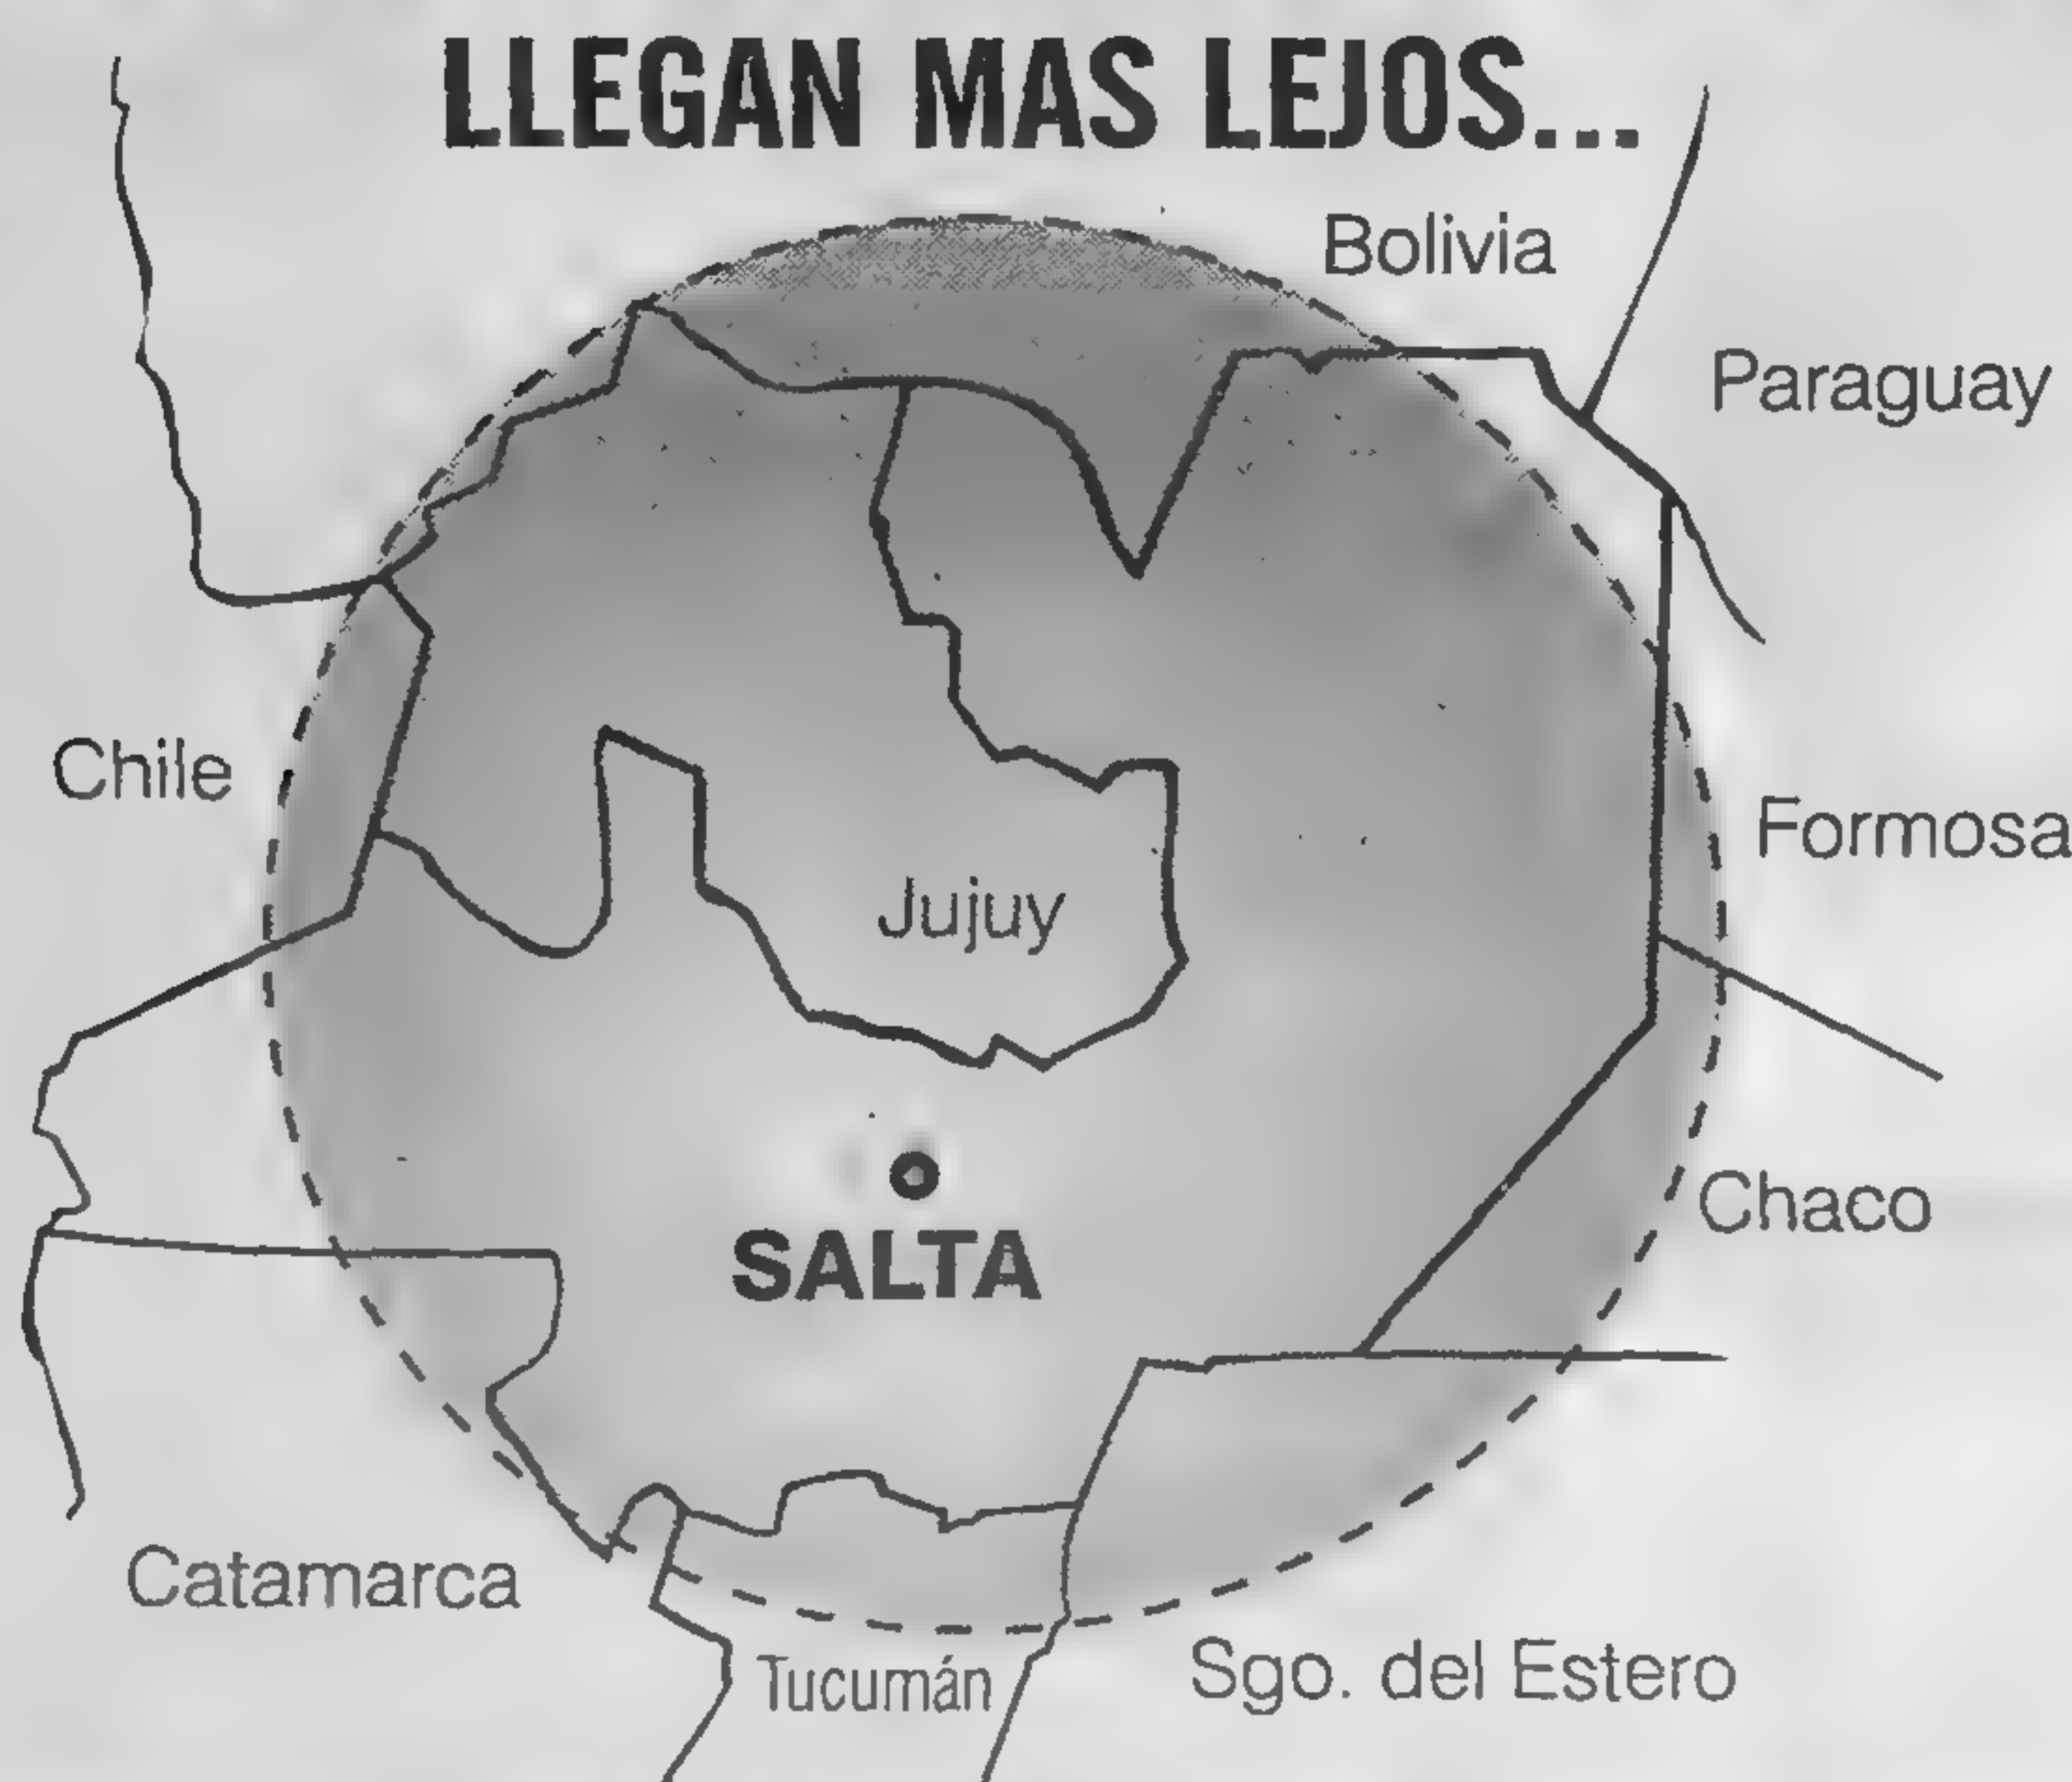 LLEGAN MAS LEJOS...
Bolivia
Paraguay
Chile
Formosa
Jujuy
Chaco
SALTA
Catamarca
Tucumán
Sgo. del Estero